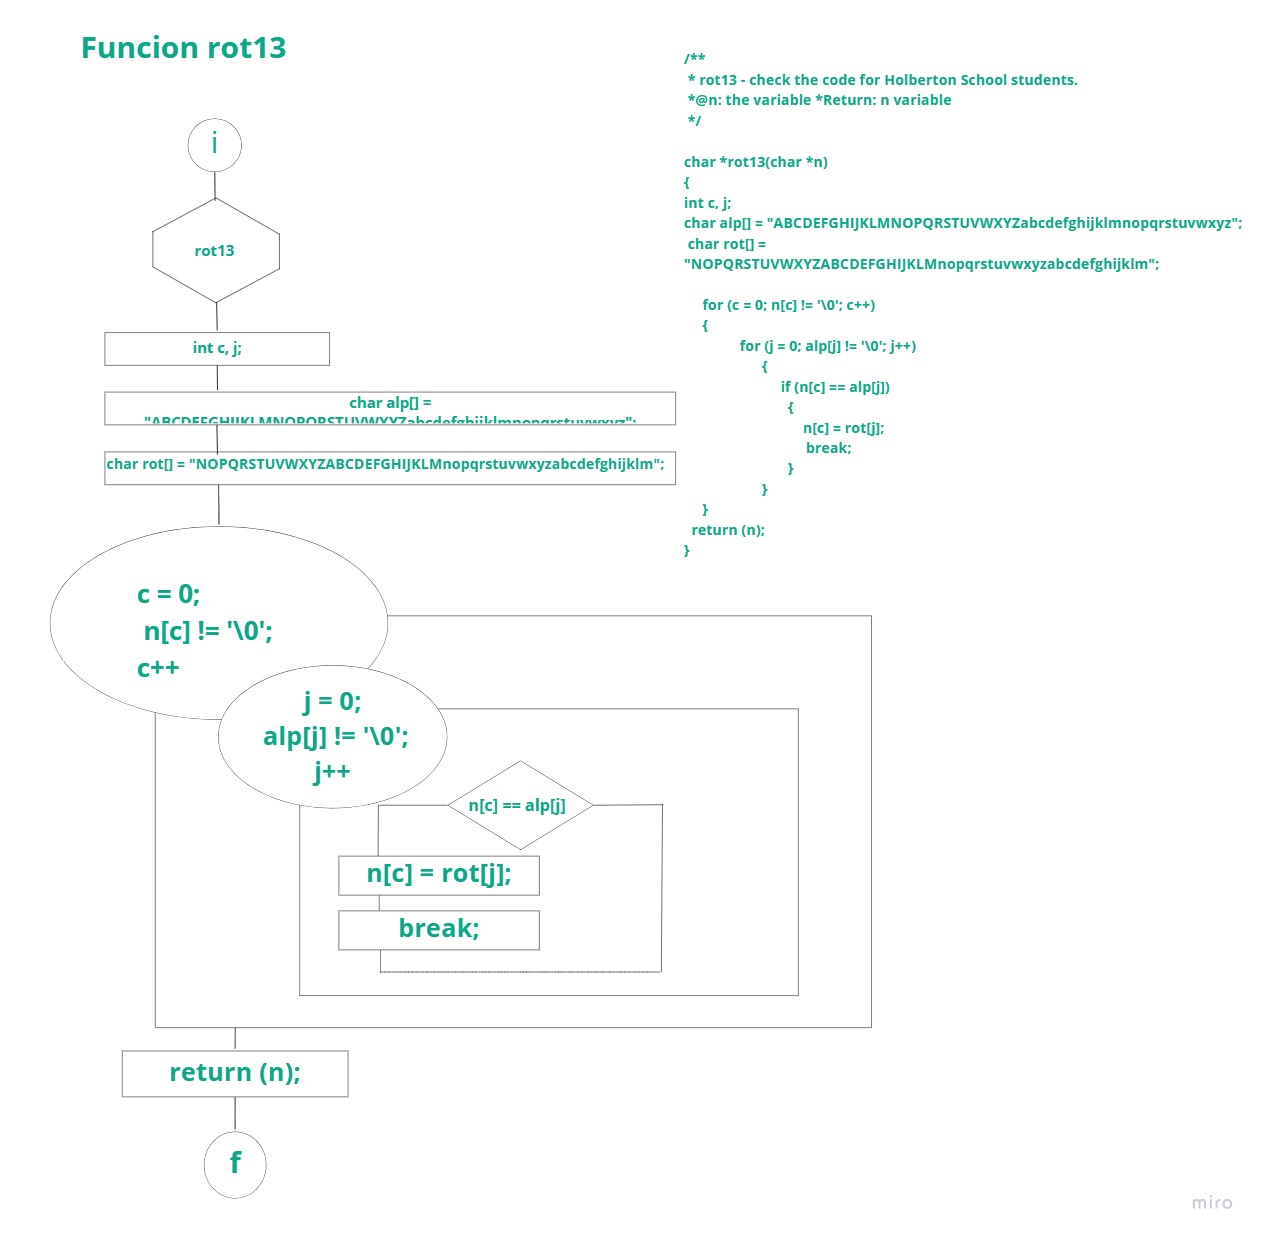 Funcion rot13
i
rot13
int c, j;
char alp[] =
"ABCDEFGHIJKLMNOPQRSTUVWXYZabcdefghijklmnopqrstuvwxyz";
char rot[] = "NOPQRSTUVWXYZABCDEFGHIJKLMnopqrstuvwxyzabcdefghijklm";
c = 0;
n[c] != '\0';
c++
j = 0;
alp[j] != '\0';
j++
n[c] == alp[j]
n[c] = rot[j];
break;
return (n);
f
/**
* rot13 - check the code for Holberton School students.
*@n: the variable *Return: n variable
*/
char *rot13(char *n)
{
int c, j;
char alp[] = "ABCDEFGHIJKLMNOPQRSTUVWXYZabcdefghijklmnopqrstuvwxyz";
char rot[] =
"NOPQRSTUVWXYZABCDEFGHIJKLMnopqrstuvwxyzabcdefghijklm";
for (c = 0; n[c] != '\0'; c++)
{
for (j = 0; alp[j] != '\0'; j++)
{
if (n[c] == alp[j])
{
n[c] = rot[j];
break;
}
}
}
return (n);
}
miro